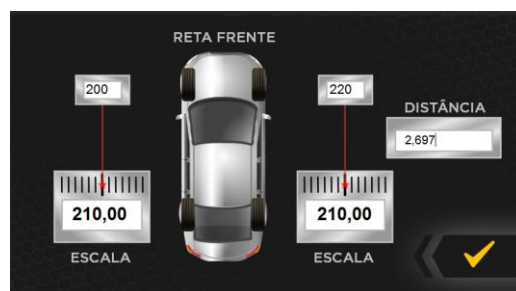 RETA FRENTE
200
220
DISTÂNCIA
2,697
210,00
210,00
ESCALA
ESCALA